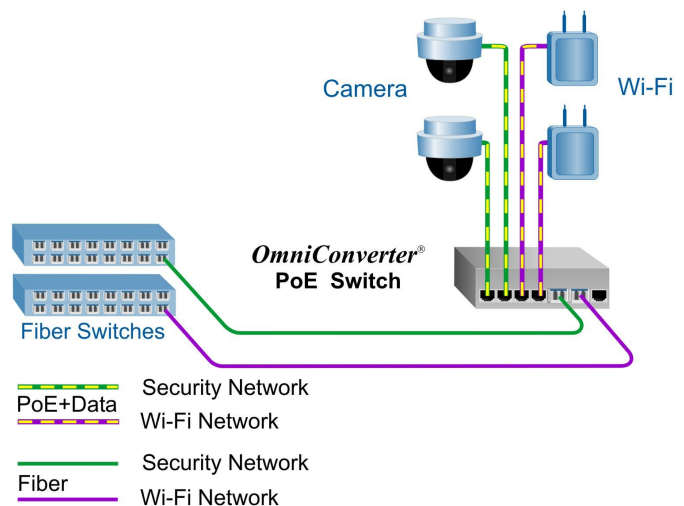 Camera
Wi-Fi
OmniConverter®
PoE Switch
Fiber Switches
PoE+Data
Security Network
Wi-Fi Network
Fiber
Security Network
Wi-Fi Network